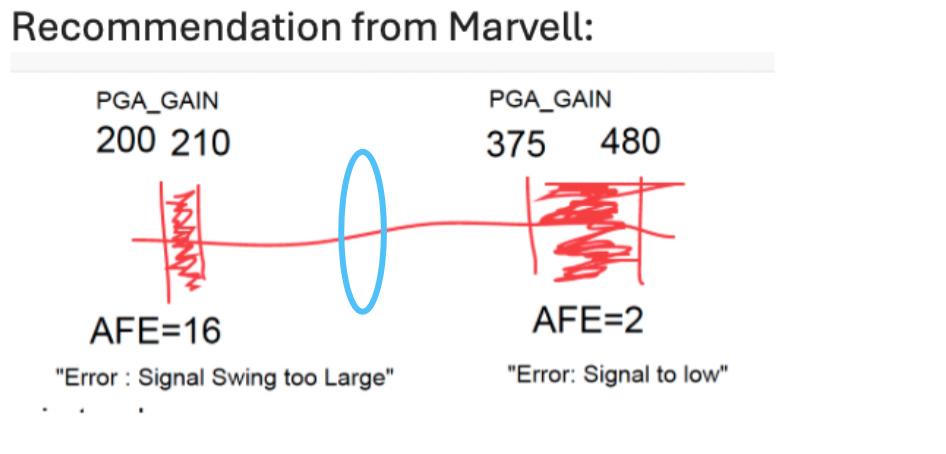 Recommendation from Marvell:
PGA_GAIN
200 210
AFE=16
"Error : Signal Swing too Large"
PGA_GAIN
375 480
AFE=2
"Error: Signal to low"